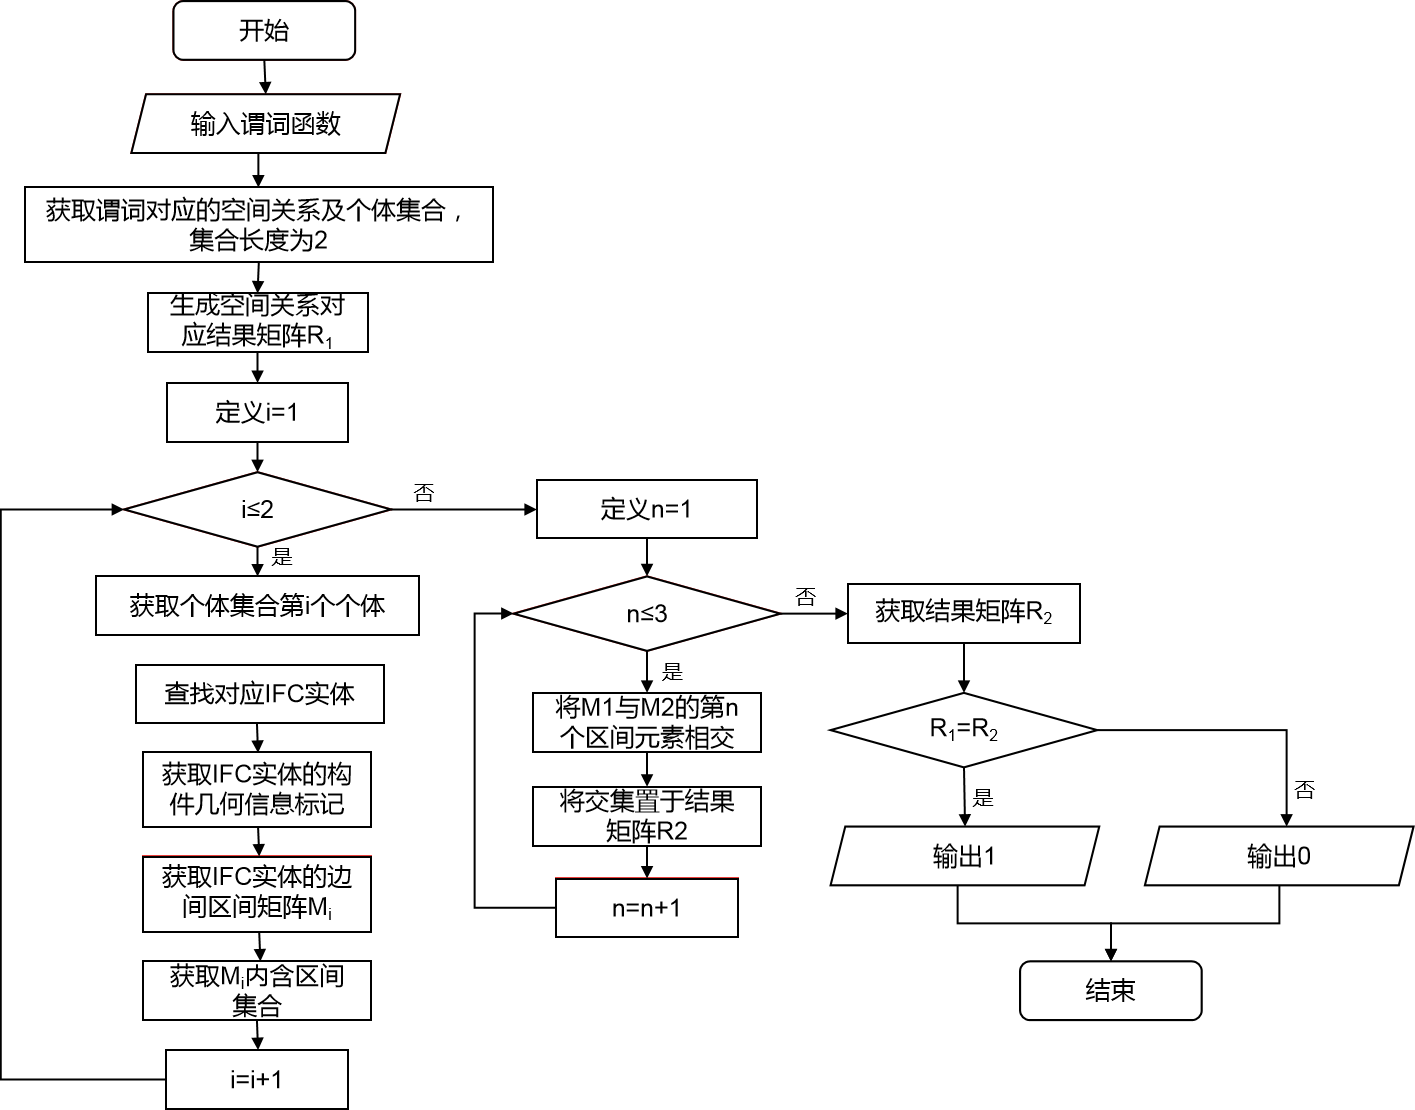 开始
输入谓词函数
获取谓词对应的空间关系及个体集合，
集合长度为2
生成空间关系对
应结果矩阵R₁
定义i=1
i≤2
否
是
获取个体集合第i个个体
查找对应IFC实体
获取IFC实体的构
件几何信息标记
获取IFC实体的边
间区间矩阵Mᵢ
获取Mᵢ内含区间
集合
i=i+1
定义n=1
n≤3
否
是
将M1与M2的第n
个区间元素相交
将交集置于结果
矩阵R2
n=n+1
获取结果矩阵R₂
R₁=R₂
是
否
输出1
输出0
结束